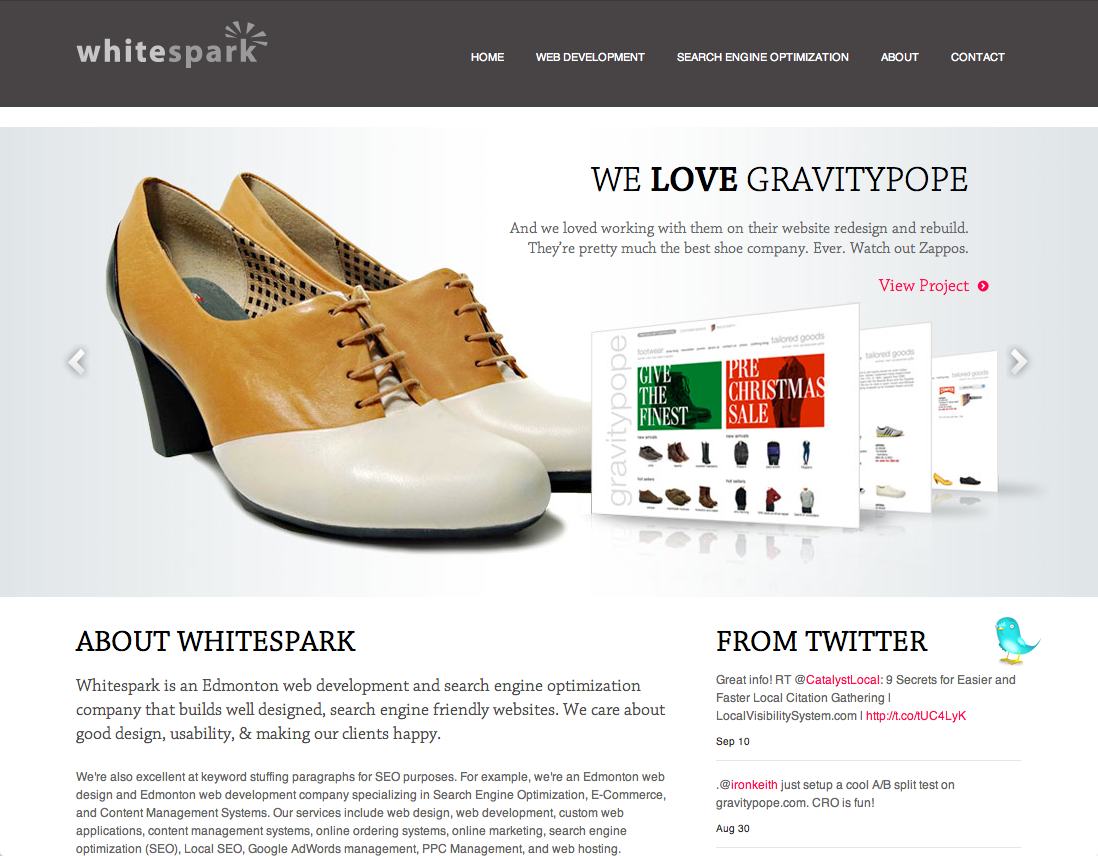 whitespark
HOME WEB DEVELOPMENT SEARCH ENGINE OPTIMIZATION ABOUT CONTACT
WE LOVE GRAVITYPOPE
And we loved working with them on their website redesign and rebuild.
They're pretty much the best shoe company. Ever. Watch out Zappos.
View Project
gravitypope
footwear
tailored goods
GIVE
THE
FINEST
PRE
CHRISTMAS
SALE
new arrivals
new arrivals
hot sellers
hot sellers
tailored goods
tailored goods
ABOUT WHITESPARK
Whitespark is an Edmonton web development and search engine optimization
company that builds well designed, search engine friendly websites. We care about
good design, usability, & making our clients happy.
We're also excellent at keyword stuffing paragraphs for SEO purposes. For example, we're an Edmonton web
design and Edmonton web development company specializing in Search Engine Optimization, E-Commerce,
and Content Management Systems. Our services include web design, web development, custom web
applications, content management systems, online ordering systems, online marketing, search engine
optimization (SEO), Local SEO, Google AdWords management, PPC Management, and web hosting.
FROM TWITTER
Great info! RT @CatalystLocal: 9 Secrets for Easier and
Faster Local Citation Gathering |
LocalVisibilitySystem.com | http://t.co/tUC4LyK
Sep 10
.@ironkeith just setup a cool A/B split test on
gravitypope.com. CRO is fun!
Aug 30